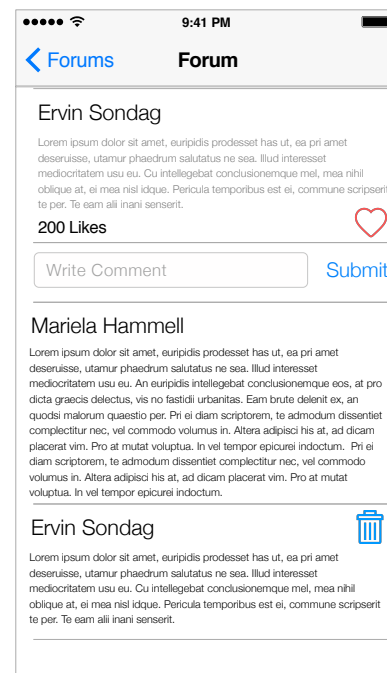 9:41 PM
Forums
Forum
Ervin Sondag
Lorem ipsum dolor sit amet, euripidis prodesset has ut, ea pri amet
deseruisse, utamur phaedrum salutatus ne sea. Illud interesset
mediocritatem usu eu. Cu intellegebat conclusionemque mel, mea nihil
oblique at, ei mea nisl idque. Pericula temporibus est ei, commune scripserit
te per. Te eam alii inani senserit.
200 Likes
Write Comment
Submit
Mariela Hammell
Lorem ipsum dolor sit amet, euripidis prodesset has ut, ea pri amet
deseruisse, utamur phaedrum salutatus ne sea. Illud interesset
mediocritatem usu eu. An euripidis intellegebat conclusionemque eos, at pro
dicta graecis delectus, vis no fastidii urbanitas. Eam brute delenit ex, an
quodsi malorum quaestio per. Pri ei diam scriptorem, te admodum dissentiet
complectitur nec, vel commodo volumus in. Altera adipisci his at, ad dicam
placerat vim. Pro at mutat voluptua. In vel tempor epicurei indoctum. Pri ei
diam scriptorem, te admodum dissentiet complectitur nec, vel commodo
volumus in. Altera adipisci his at, ad dicam placerat vim. Pro at mutat
voluptua. In vel tempor epicurei indoctum.
Ervin Sondag
Lorem ipsum dolor sit amet, euripidis prodesset has ut, ea pri amet
deseruisse, utamur phaedrum salutatus ne sea. Illud interesset
mediocritatem usu eu. Cu intellegebat conclusionemque mel, mea nihil
oblique at, ei mea nisl idque. Pericula temporibus est ei, commune scripserit
te per. Te eam alii inani senserit.